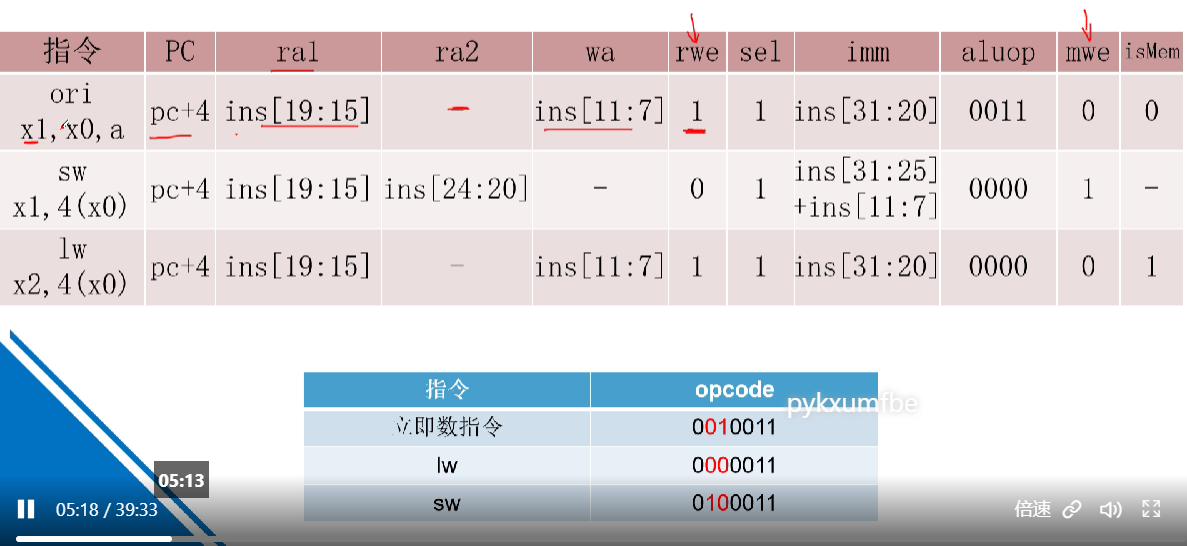 指令 PC ra1 ra2 wa rwe sel imm aluop mwe isMem
ori
x1,x0,a pc+4 ins[19:15] - ins[11:7] 1 1 ins[31:20] 0011 0 0
sw
x1,4(x0) pc+4 ins[19:15] ins[24:20] - 0 1 ins[31:25]
+ins[11:7] 0000 1 -
lw
x2,4(x0) pc+4 ins[19:15] - ins[11:7] 1 1 ins[31:20] 0000 0 1
指令 opcode
pykxumfbe
立即数指令 0010011
lw 0000011
sw 0100011
05:13
05:18 / 39:33
倍速